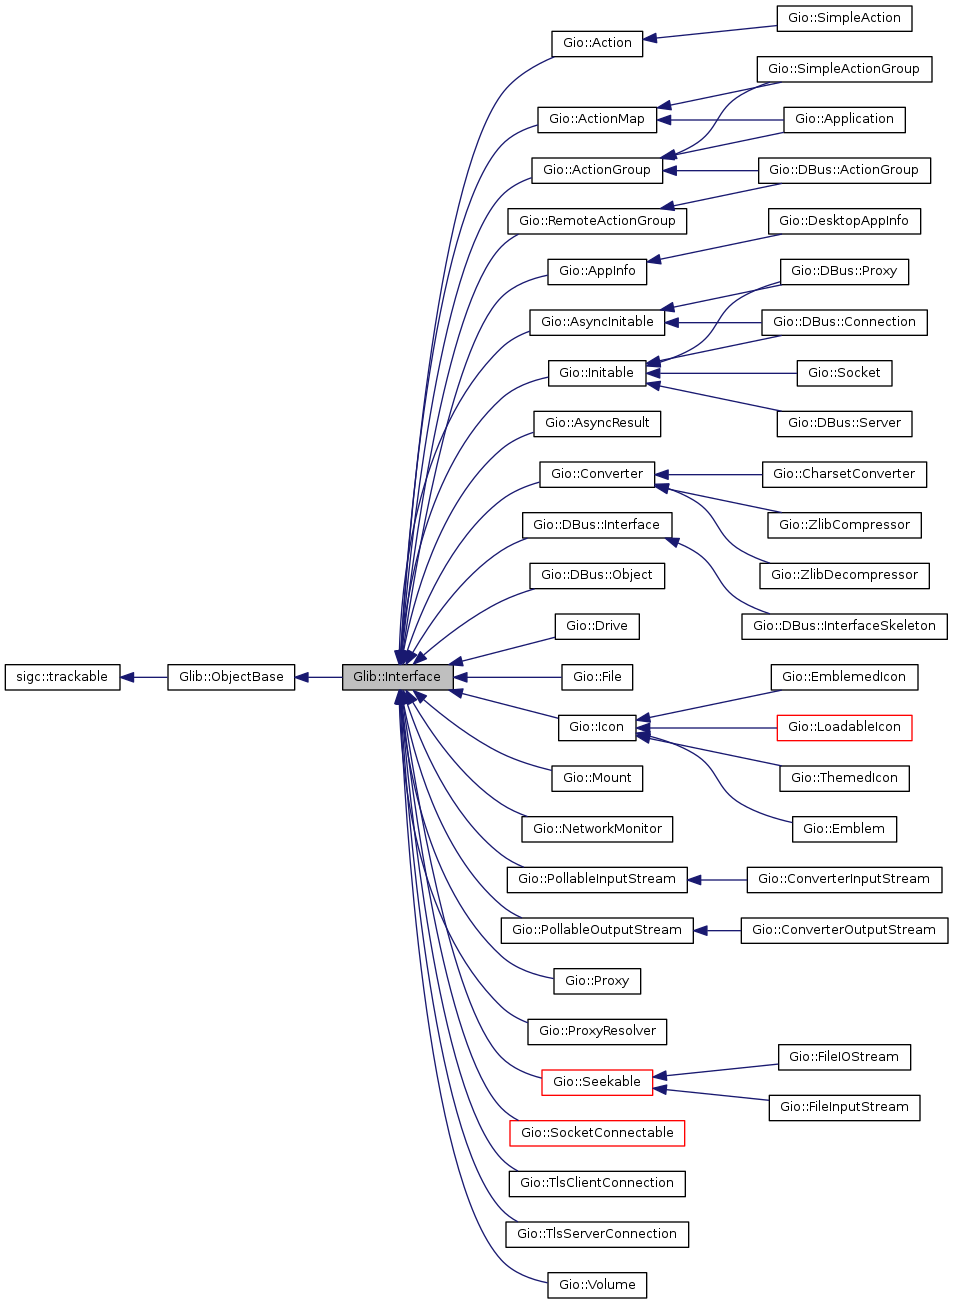 Gio::SimpleAction
Gio::Action
Gio::SimpleActionGroup
Gio::ActionMap
Gio::Application
Gio::ActionGroup
Gio::DBus::ActionGroup
Gio::RemoteActionGroup
Gio::DesktopAppInfo
Gio::AppInfo
Gio::DBus::Proxy
Gio::AsyncInitable
Gio::DBus::Connection
Gio::Initable
Gio::Socket
Gio::AsyncResult
Gio::DBus::Server
Gio::Converter
Gio::CharsetConverter
Gio::DBus::Interface
Gio::ZlibCompressor
Gio::DBus::Object
Gio::ZlibDecompressor
Gio::Drive
Gio::DBus::InterfaceSkeleton
sigc::trackable
Glib::ObjectBase
Glib::Interface
Gio::File
Gio::EmblemedIcon
Gio::Icon
Gio::LoadableIcon
Gio::Mount
Gio::ThemedIcon
Gio::NetworkMonitor
Gio::Emblem
Gio::PollableInputStream
Gio::ConverterInputStream
Gio::PollableOutputStream
Gio::ConverterOutputStream
Gio::Proxy
Gio::ProxyResolver
Gio::FileIOStream
Gio::Seekable
Gio::FileInputStream
Gio::SocketConnectable
Gio::TlsClientConnection
Gio::TlsServerConnection
Gio::Volume